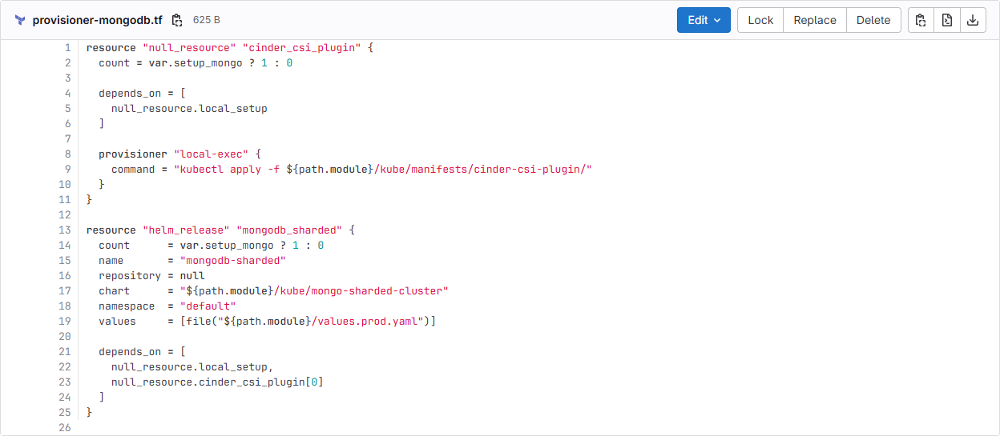 provisioner-mongodb.tf 625 B Edit Lock Replace Delete
1 resource "null_resource" "cinder_csi_plugin" {
2   count = var.setup_mongo ? 1 : 0
3
4   depends_on = [
5     null_resource.local_setup
6   ]
7
8   provisioner "local-exec" {
9     command = "kubectl apply -f ${path.module}/kube/manifests/cinder-csi-plugin/"
10   }
11 }
12
13 resource "helm_release" "mongodb_sharded" {
14   count      = var.setup_mongo ? 1 : 0
15   name       = "mongodb-sharded"
16   repository = null
17   chart      = "${path.module}/kube/mongo-sharded-cluster"
18   namespace  = "default"
19   values     = [file("${path.module}/values.prod.yaml")]
20
21   depends_on = [
22     null_resource.local_setup,
23     null_resource.cinder_csi_plugin[0]
24   ]
25 }
26